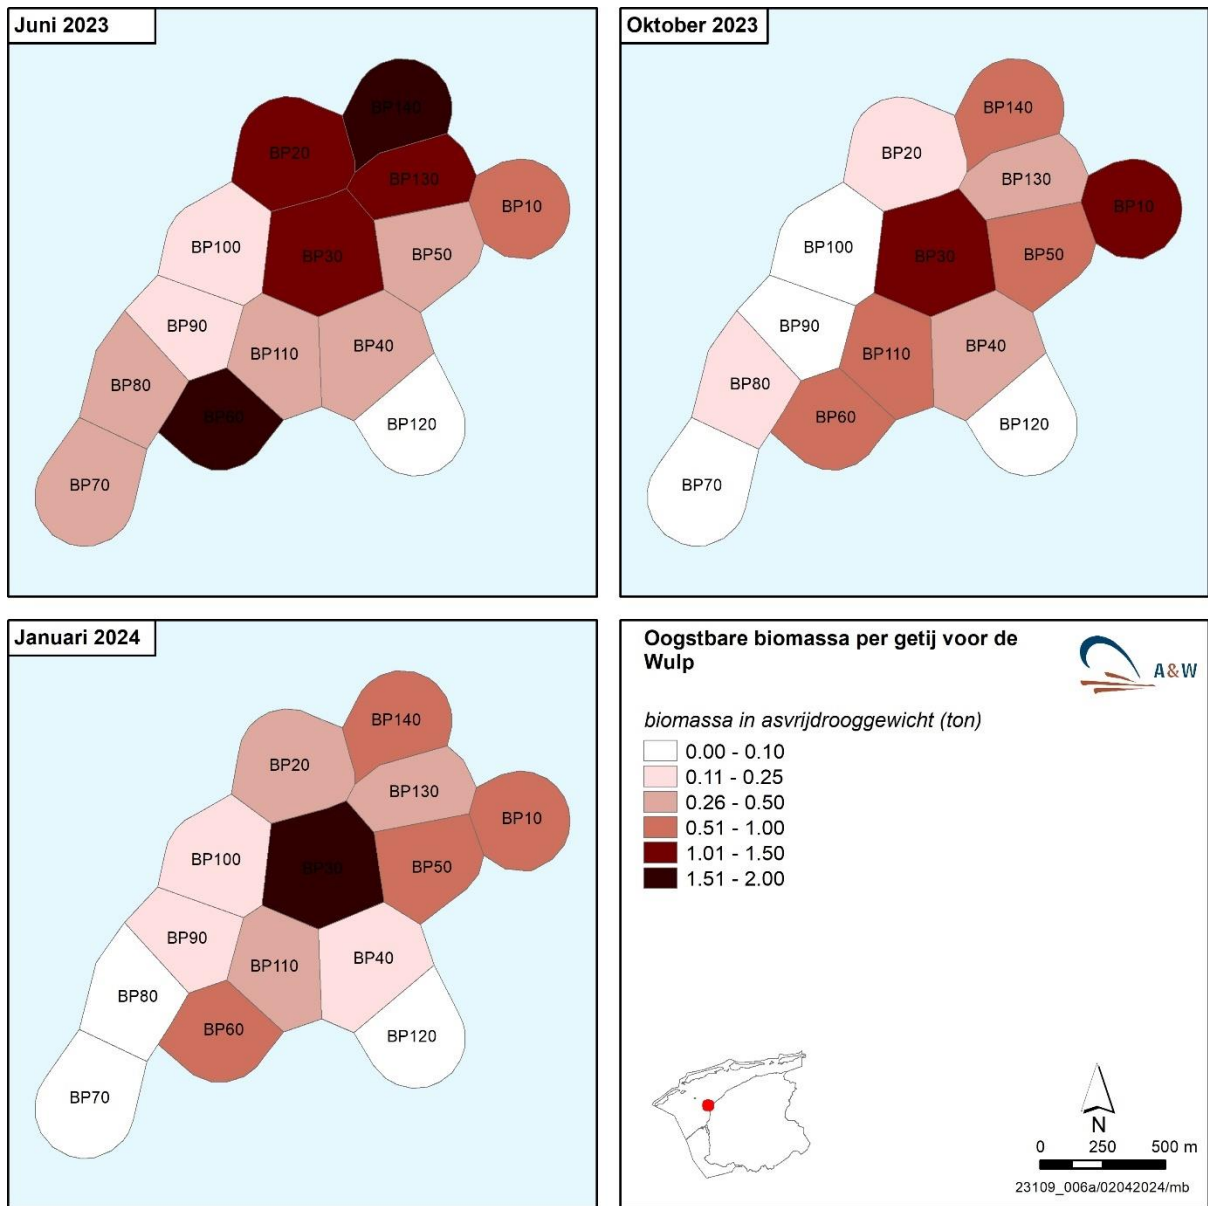 Juni 2023
BP140
BP20
BP130
BP10
BP100
BP30
BP50
BP90
BP110
BP40
BP80
BP60
BP120
BP70
Oktober 2023
BP140
BP20
BP130
BP10
BP100
BP30
BP50
BP90
BP110
BP40
BP80
BP60
BP120
BP70
Januari 2024
BP140
BP20
BP130
BP10
BP100
BP30
BP50
BP90
BP110
BP40
BP80
BP60
BP120
BP70
Oogstbare biomassa per getij voor de
Wulp
A&W
biomassa in asvrijdrooggewicht (ton)
0.00 - 0.10
0.11 - 0.25
0.26 - 0.50
0.51 - 1.00
1.01 - 1.50
1.51 - 2.00
N
0 250 500 m
23109_006a/02042024/mb